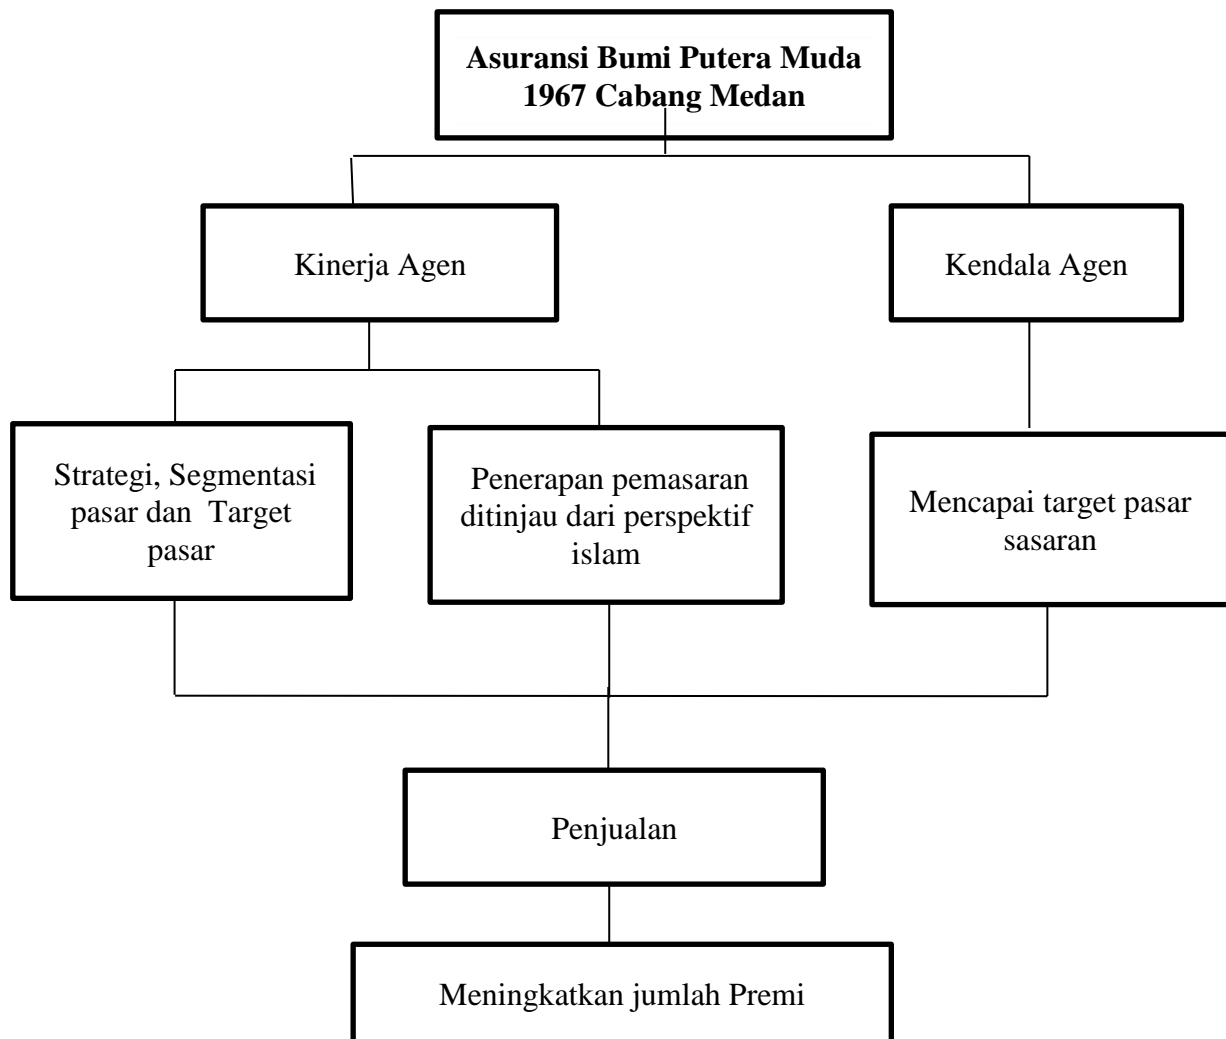 Asuransi Bumi Putera Muda
1967 Cabang Medan
Kinerja Agen
Kendala Agen
Strategi, Segmentasi
pasar dan Target
pasar
Penerapan pemasaran
ditinjau dari perspektif
islam
Mencapai target pasar
sasaran
Penjualan
Meningkatkan jumlah Premi